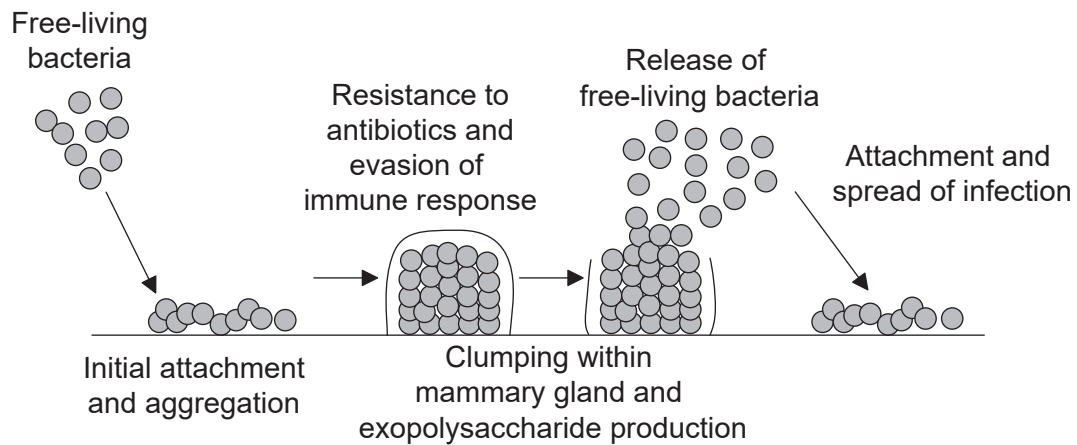 Free-living
bacteria
Resistance to
antibiotics and
evasion of
immune response
Release of
free-living bacteria
Attachment and
spread of infection
Initial attachment
and aggregation
Clumping within
mammary gland and
exopolysaccharide production